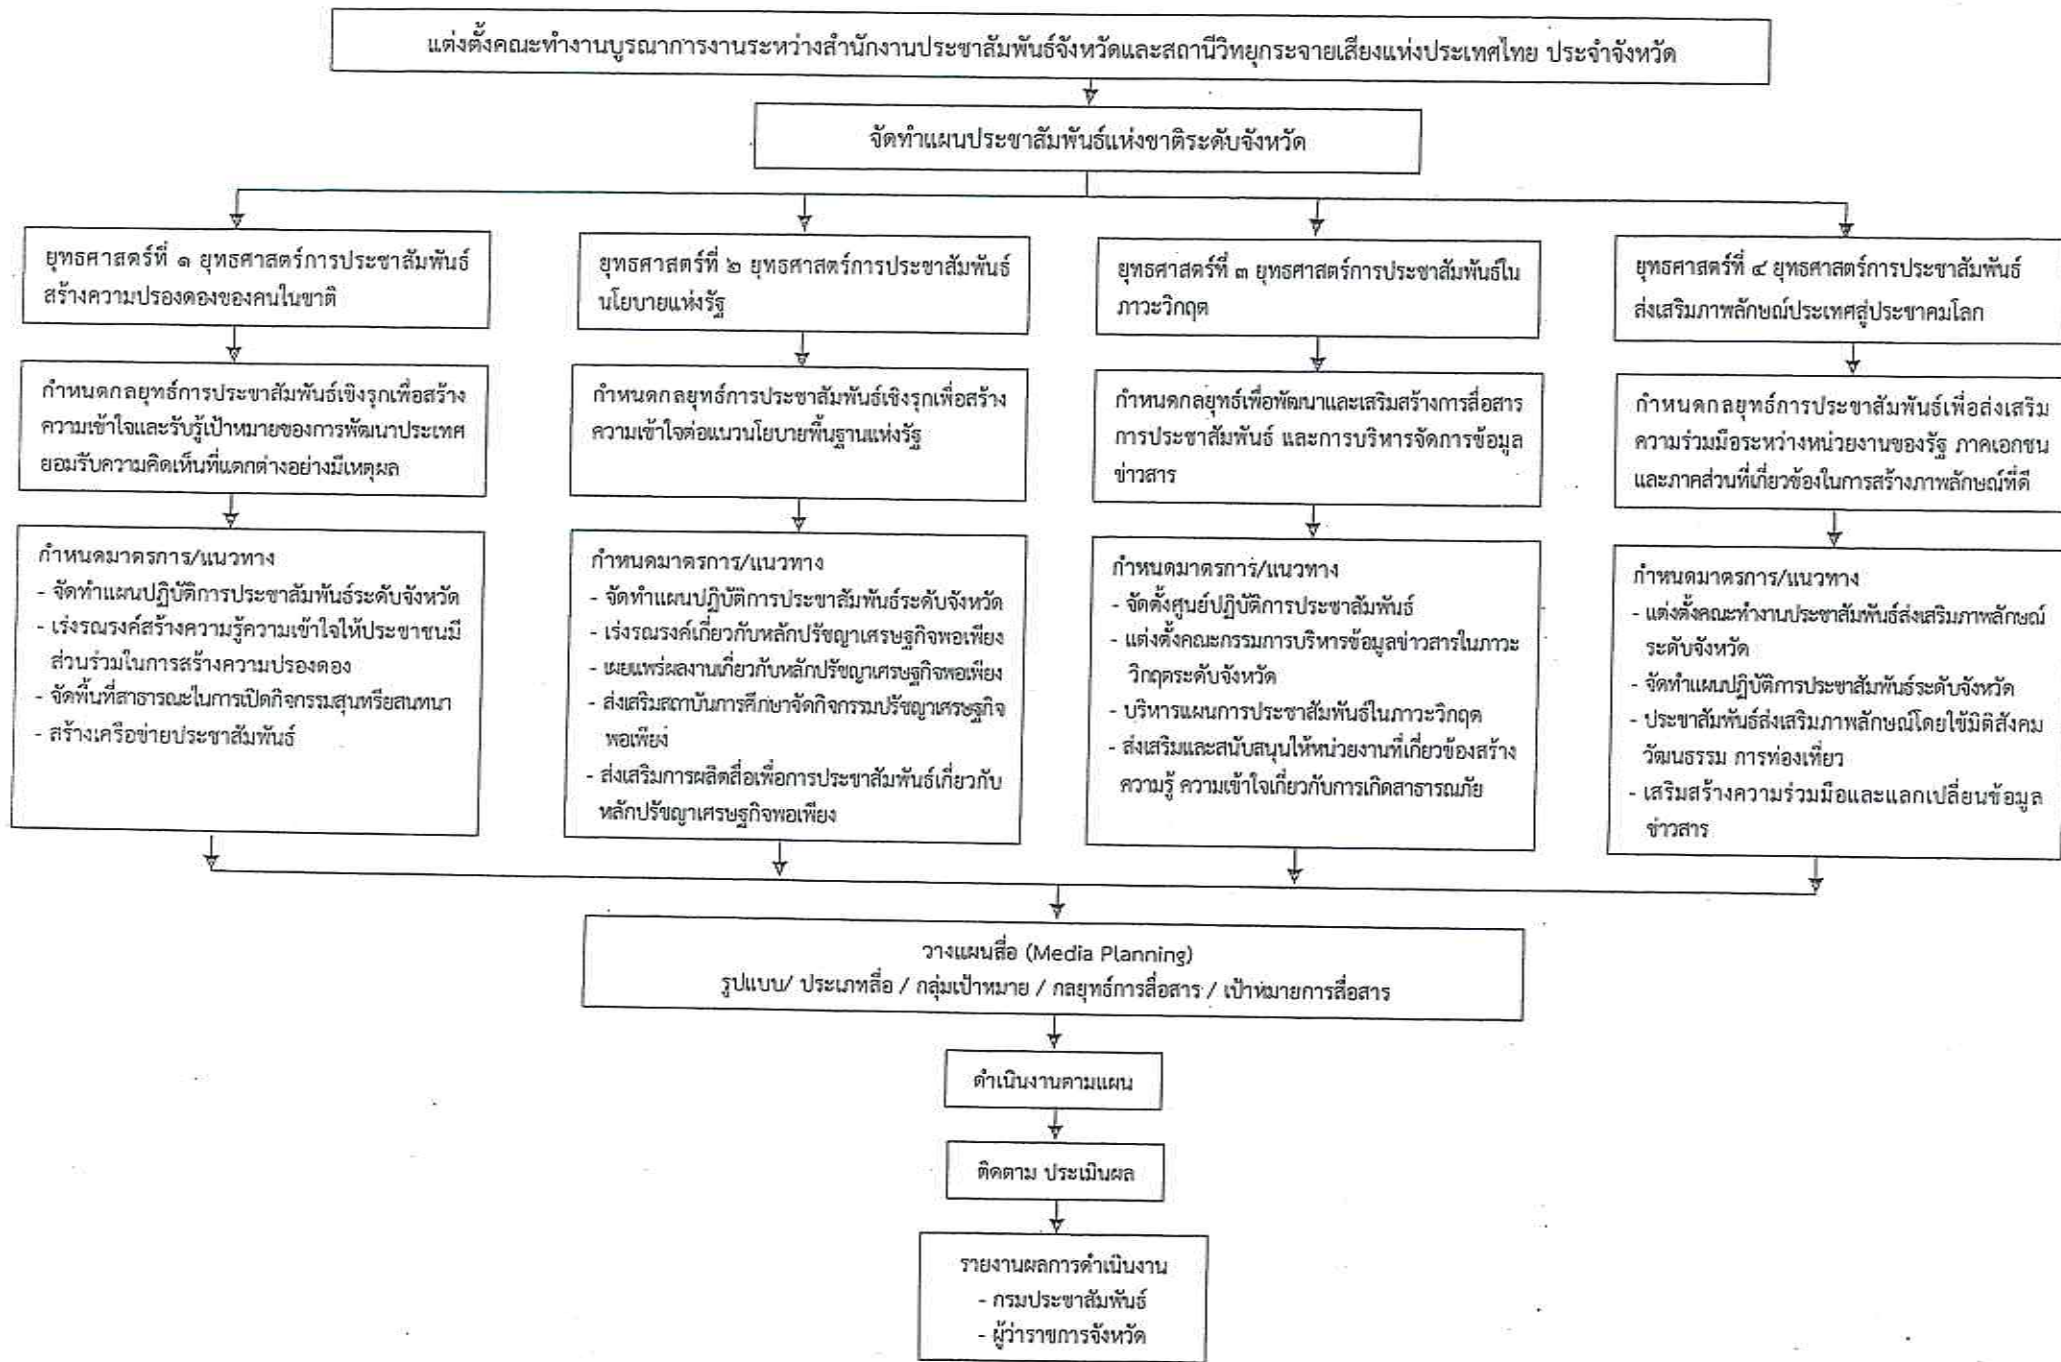 แต่งตั้งคณะทำงานบูรณาการงานระหว่างสำนักงานประชาสัมพันธ์จังหวัดและสถานีวิทยุกระจายเสียงแห่งประเทศไทย ประจำจังหวัด
จัดทำแผนประชาสัมพันธ์แห่งชาติระดับจังหวัด
ยุทธศาสตร์ที่ ๑ ยุทธศาสตร์การประชาสัมพันธ์
สร้างความปรองดองของคนในชาติ
กำหนดกลยุทธ์การประชาสัมพันธ์เชิงรุกเพื่อสร้าง
ความเข้าใจและรับรู้เป้าหมายของการพัฒนาประเทศ
ยอมรับความคิดเห็นที่แตกต่างอย่างมีเหตุผล
กำหนดมาตรการ/แนวทาง
- จัดทำแผนปฏิบัติการประชาสัมพันธ์ระดับจังหวัด
- เร่งรณรงค์สร้างความรู้ความเข้าใจให้ประชาชนมี
ส่วนร่วมในการสร้างความปรองดอง
- จัดพื้นที่สาธารณะในการเปิดกิจกรรมสุนทรียสนทนา
- สร้างเครือข่ายประชาสัมพันธ์
ยุทธศาสตร์ที่ ๒ ยุทธศาสตร์การประชาสัมพันธ์
นโยบายแห่งรัฐ
กำหนดกลยุทธ์การประชาสัมพันธ์เชิงรุกเพื่อสร้าง
ความเข้าใจต่อแนวนโยบายพื้นฐานแห่งรัฐ
กำหนดมาตรการ/แนวทาง
- จัดทำแผนปฏิบัติการประชาสัมพันธ์ระดับจังหวัด
- เร่งรณรงค์เกี่ยวกับหลักปรัชญาเศรษฐกิจพอเพียง
- เผยแพร่ผลงานเกี่ยวกับหลักปรัชญาเศรษฐกิจพอเพียง
- ส่งเสริมสถาบันการศึกษาจัดกิจกรรมปรัชญาเศรษฐกิจ
พอเพียง
- ส่งเสริมการผลิตสื่อเพื่อการประชาสัมพันธ์เกี่ยวกับ
หลักปรัชญาเศรษฐกิจพอเพียง
ยุทธศาสตร์ที่ ๓ ยุทธศาสตร์การประชาสัมพันธ์ใน
ภาวะวิกฤต
กำหนดกลยุทธ์เพื่อพัฒนาและเสริมสร้างการสื่อสาร
การประชาสัมพันธ์ และการบริหารจัดการข้อมูล
ข่าวสาร
กำหนดมาตรการ/แนวทาง
- จัดตั้งศูนย์ปฏิบัติการประชาสัมพันธ์
- แต่งตั้งคณะกรรมการบริหารข้อมูลข่าวสารในภาวะ
วิกฤตระดับจังหวัด
- บริหารแผนการประชาสัมพันธ์ในภาวะวิกฤต
- ส่งเสริมและสนับสนุนให้หน่วยงานที่เกี่ยวข้องสร้าง
ความรู้ ความเข้าใจเกี่ยวกับการเกิดสาธารณภัย
ยุทธศาสตร์ที่ ๔ ยุทธศาสตร์การประชาสัมพันธ์
ส่งเสริมภาพลักษณ์ประเทศสู่ประชาคมโลก
กำหนดกลยุทธ์การประชาสัมพันธ์เพื่อส่งเสริม
ความร่วมมือระหว่างหน่วยงานของรัฐ ภาคเอกชน
และภาคส่วนที่เกี่ยวข้องในการสร้างภาพลักษณ์ที่ดี
กำหนดมาตรการ/แนวทาง
- แต่งตั้งคณะทำงานประชาสัมพันธ์ส่งเสริมภาพลักษณ์
ระดับจังหวัด
- จัดทำแผนปฏิบัติการประชาสัมพันธ์ระดับจังหวัด
- ประชาสัมพันธ์ส่งเสริมภาพลักษณ์โดยใช้มิติสังคม
วัฒนธรรม การท่องเที่ยว
- เสริมสร้างความร่วมมือและแลกเปลี่ยนข้อมูล
ข่าวสาร
วางแผนสื่อ (Media Planning)
รูปแบบ/ ประเภทสื่อ / กลุ่มเป้าหมาย / กลยุทธ์การสื่อสาร / เป้าหมายการสื่อสาร
ดำเนินงานตามแผน
ติดตาม ประเมินผล
รายงานผลการดำเนินงาน
- กรมประชาสัมพันธ์
- ผู้ว่าราชการจังหวัด